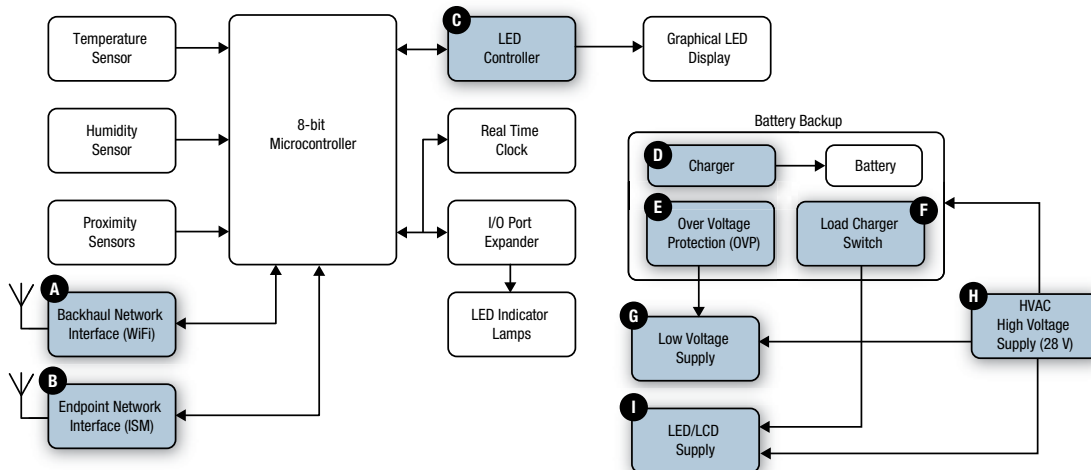 Temperature
Sensor
Humidity
Sensor
Proximity
Sensors
A
Backhaul Network
Interface (WiFi)
B
Endpoint Network
Interface (ISM)
8-bit
Microcontroller
C
LED
Controller
Graphical LED
Display
Real Time
Clock
I/O Port
Expander
LED Indicator
Lamps
Battery Backup
D
Charger
Battery
E
Over Voltage
Protection (OVP)
F
Load Charger
Switch
G
Low Voltage
Supply
H
HVAC
High Voltage
Supply (28 V)
I
LED/LCD
Supply